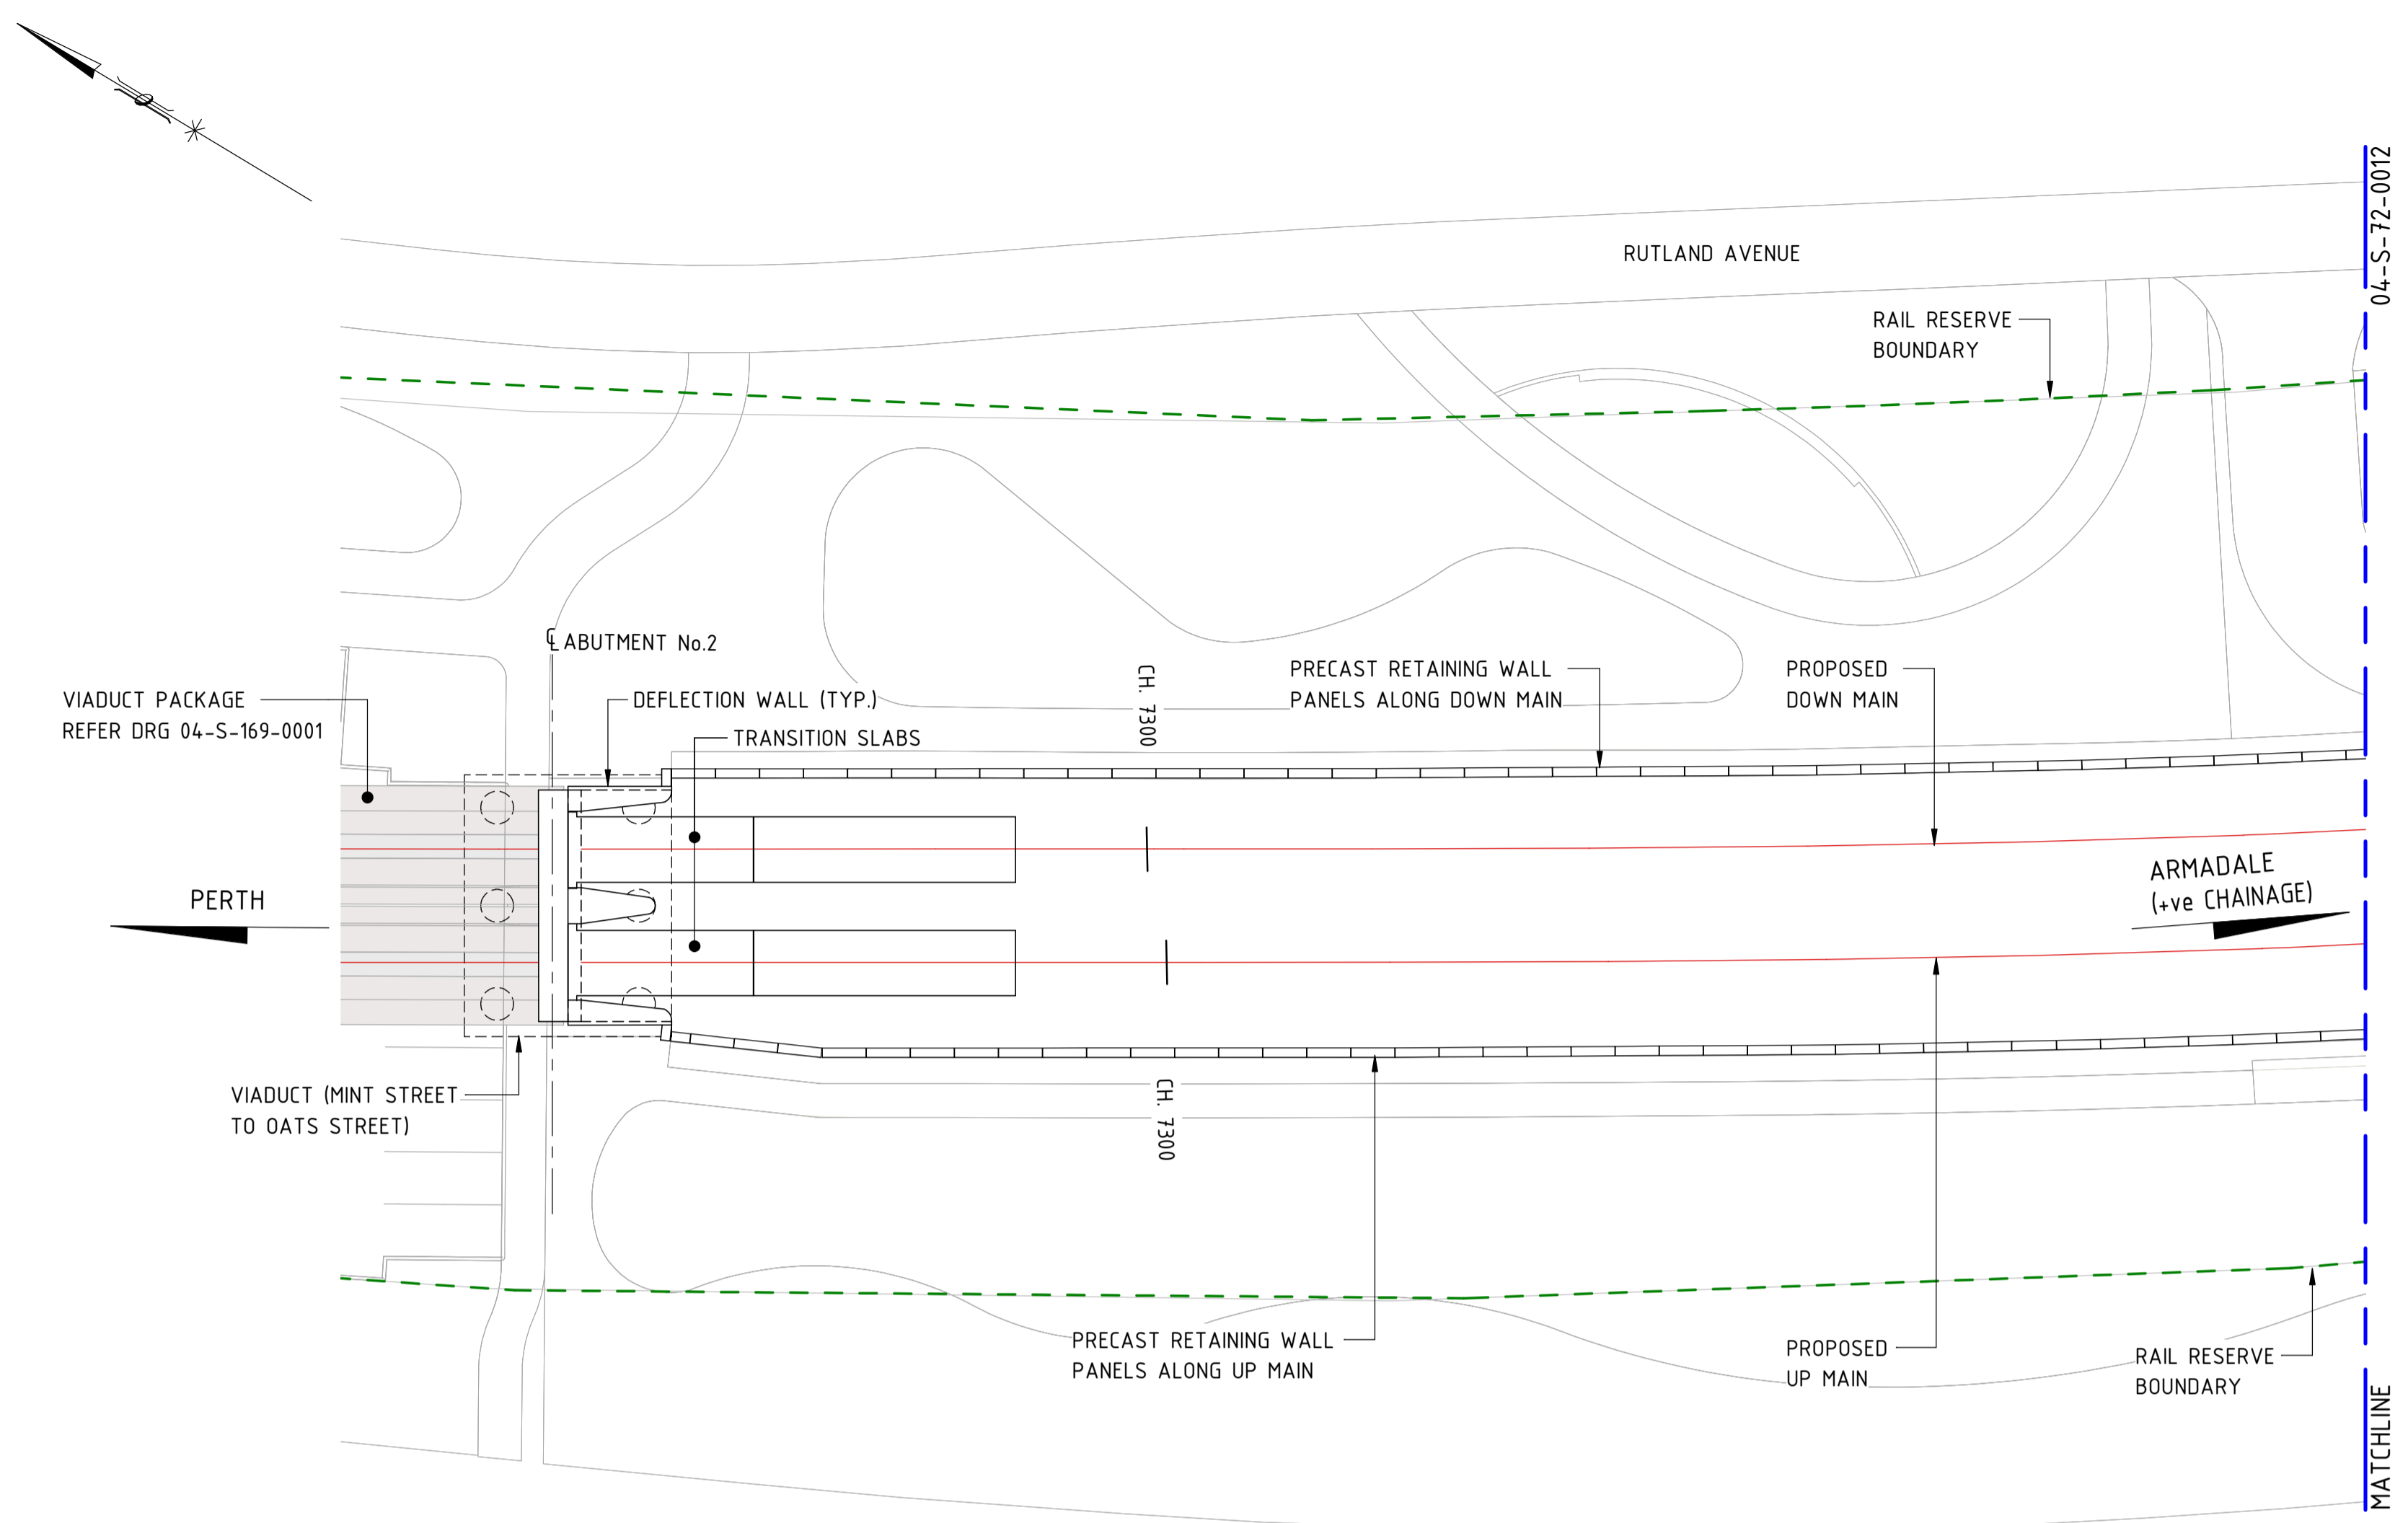 04-S-72-0012
RUTLAND AVENUE
RAIL RESERVE
BOUNDARY
℄ ABUTMENT No.2
VIADUCT PACKAGE
REFER DRG 04-S-169-0001
DEFLECTION WALL (TYP.)
TRANSITION SLABS
CH. 7300
PRECAST RETAINING WALL
PANELS ALONG DOWN MAIN
PROPOSED
DOWN MAIN
PERTH
ARMADALE
(+ve CHAINAGE)
VIADUCT (MINT STREET
TO OATS STREET)
CH. 7300
PRECAST RETAINING WALL
PANELS ALONG UP MAIN
PROPOSED
UP MAIN
RAIL RESERVE
BOUNDARY
MATCHLINE